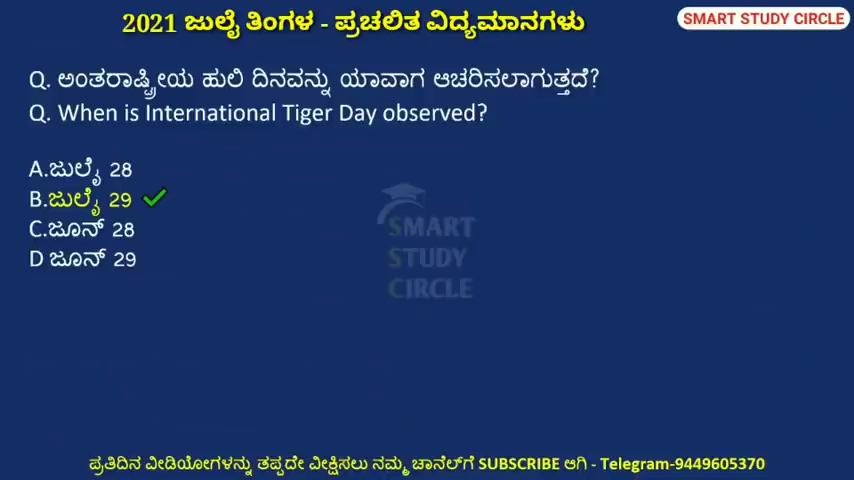 2021 ಜುಲೈ ತಿಂಗಳ - ಪ್ರಚಲಿತ ವಿದ್ಯಮಾನಗಳು
SMART STUDY CIRCLE
Q. ಅಂತರಾಷ್ಟ್ರೀಯ ಹುಲಿ ದಿನವನ್ನು ಯಾವಾಗ ಆಚರಿಸಲಾಗುತ್ತದೆ?
Q. When is International Tiger Day observed?
A.ಜುಲೈ 28
B.ಜುಲೈ 29
C.ಜೂನ್ 28
D ಜೂನ್ 29
SMART
STUDY
CIRCLE
ಪ್ರತಿದಿನ ವೀಡಿಯೋಗಳನ್ನು ತಪ್ಪದೇ ವೀಕ್ಷಿಸಲು ನಮ್ಮ ಚಾನೆಲ್‌ಗೆ SUBSCRIBE ಆಗಿ - Telegram-9449605370